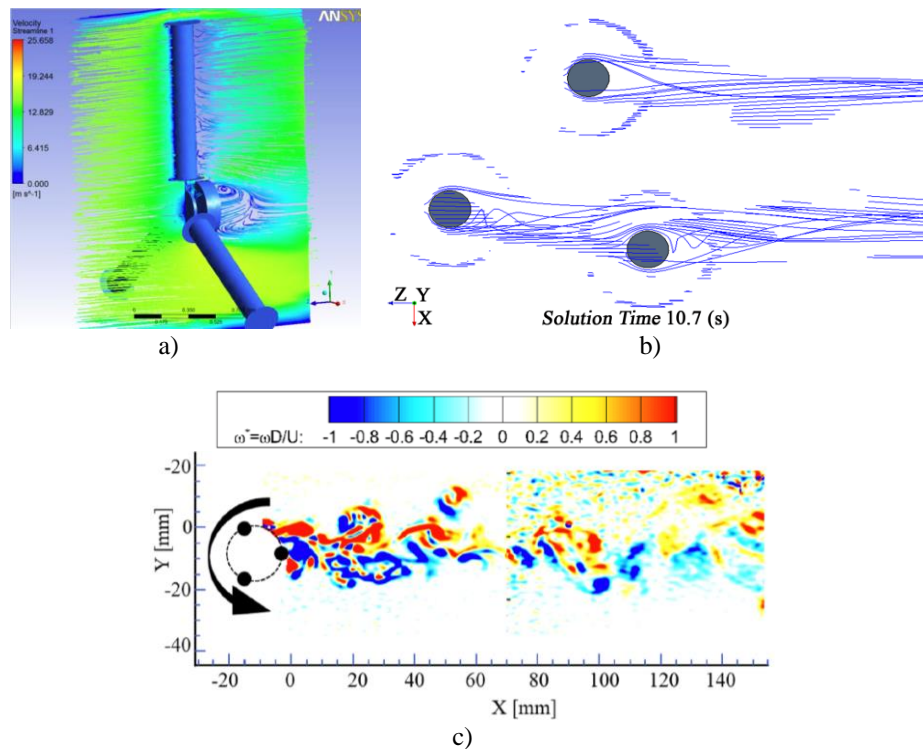 ANSYS
Velocity
Streamline 1
25.658
19.244
12.829
6.415
0.000
[m s^-1]
a)
Z Y
X
Solution Time 10.7 (s)
b)
ω*=ωD/U: -1 -0.8 -0.6 -0.4 -0.2 0 0.2 0.4 0.6 0.8 1
Y [mm]
-20
0
-20
-40
-20 0 20 40 60 80 100 120 140
X [mm]
c)